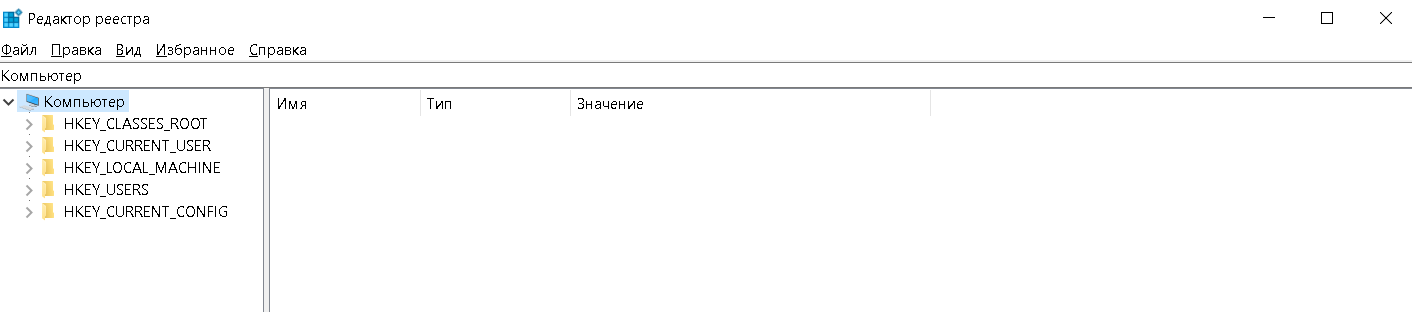 Редактор реестра
Файл Правка Вид Избранное Справка
Компьютер
Компьютер
Имя Тип Значение
HKEY_CLASSES_ROOT
HKEY_CURRENT_USER
HKEY_LOCAL_MACHINE
HKEY_USERS
HKEY_CURRENT_CONFIG